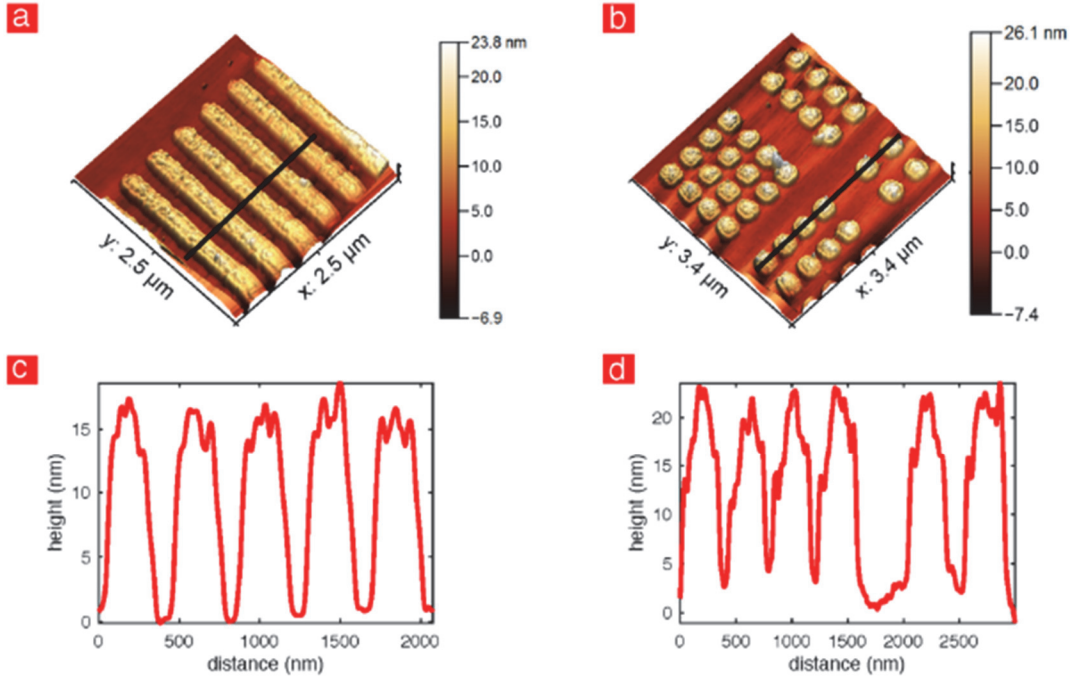 a
b
23.8 nm
20.0
15.0
10.0
5.0
0.0
−6.9
y: 2.5 µm
x: 2.5 µm
26.1 nm
20.0
15.0
10.0
5.0
0.0
−7.4
y: 3.4 µm
x: 3.4 µm
c
15
10
5
0
height (nm)
0 500 1000 1500 2000
distance (nm)
d
20
15
10
5
0
height (nm)
0 500 1000 1500 2000 2500
distance (nm)